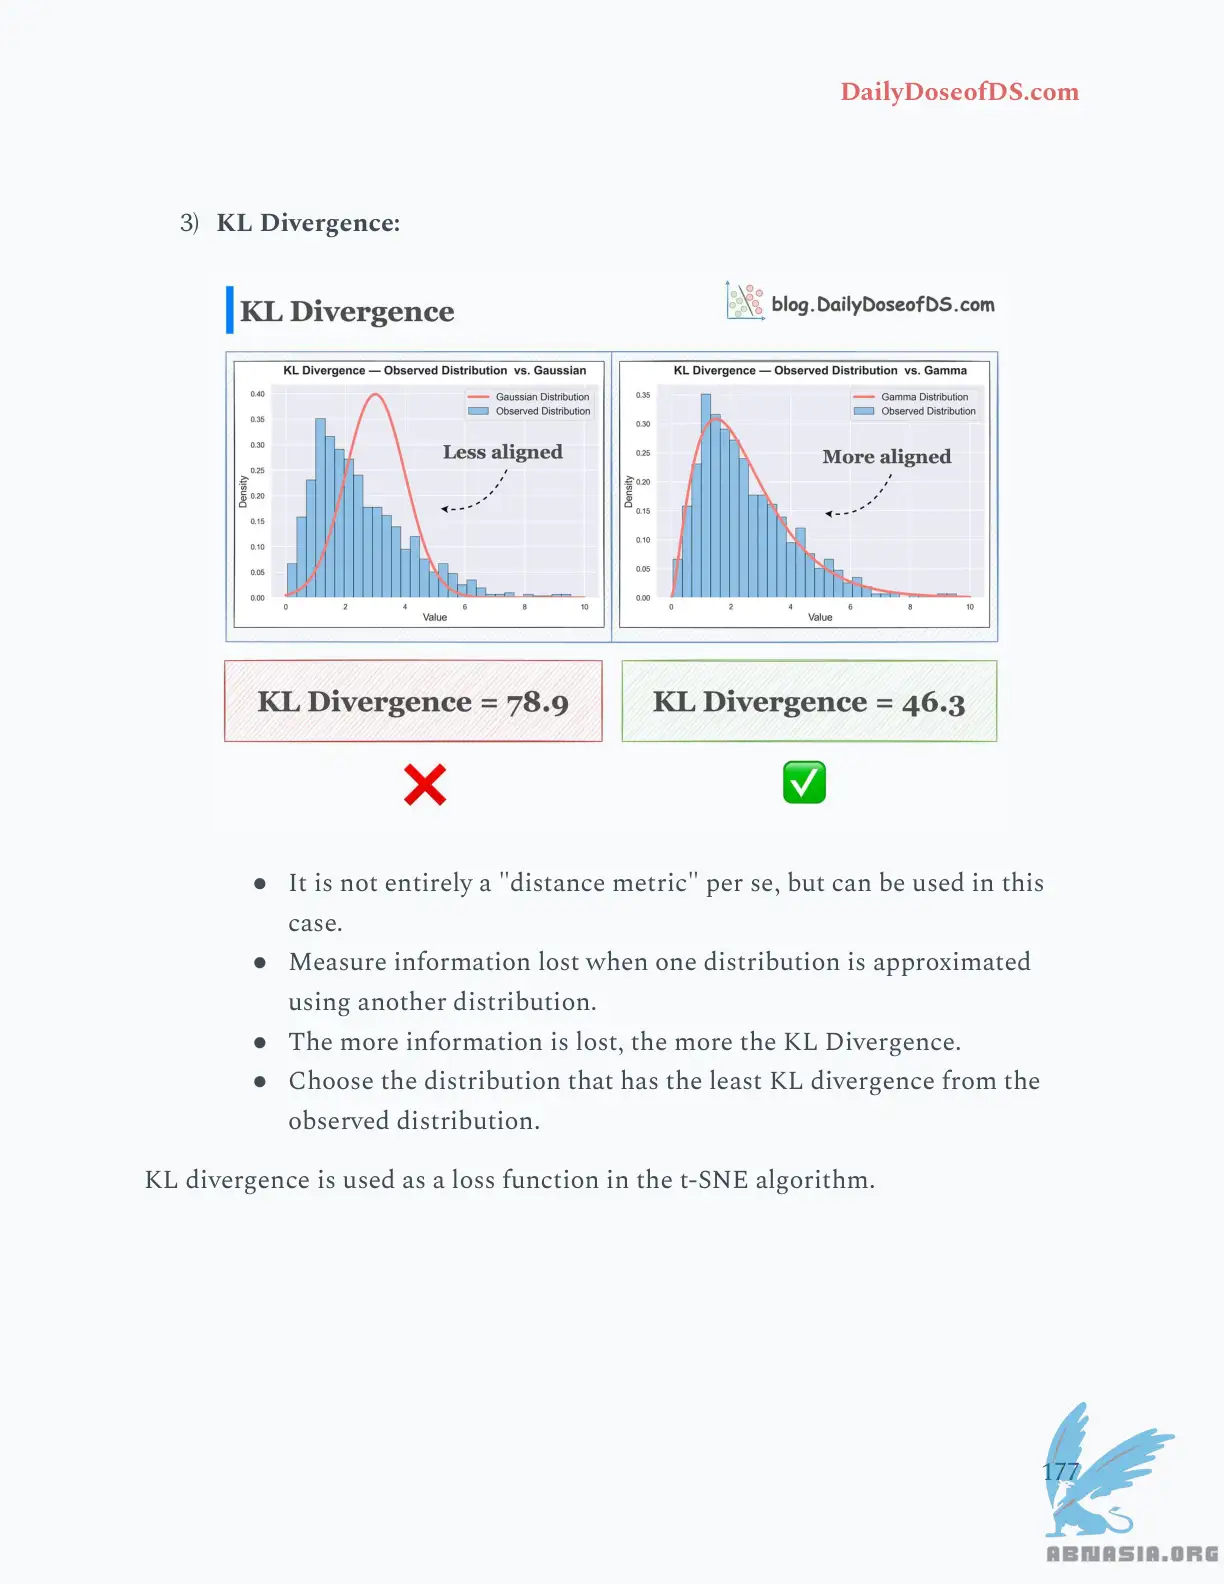 DailyDoseofDS.com
3) KL Divergence:
KL Divergence
blog.DailyDoseofDS.com
KL Divergence — Observed Distribution vs. Gaussian
Gaussian Distribution
Observed Distribution
Less aligned
Density
0.40
0.35
0.30
0.25
0.20
0.15
0.10
0.05
0.00
0 2 4 6 8 10
Value
KL Divergence — Observed Distribution vs. Gamma
Gamma Distribution
Observed Distribution
More aligned
Density
0.35
0.30
0.25
0.20
0.15
0.10
0.05
0.00
0 2 4 6 8 10
Value
KL Divergence = 78.9
KL Divergence = 46.3
● It is not entirely a "distance metric" per se, but can be used in this
case.
● Measure information lost when one distribution is approximated
using another distribution.
● The more information is lost, the more the KL Divergence.
● Choose the distribution that has the least KL divergence from the
observed distribution.
KL divergence is used as a loss function in the t-SNE algorithm.
177
ABNASIA.ORG